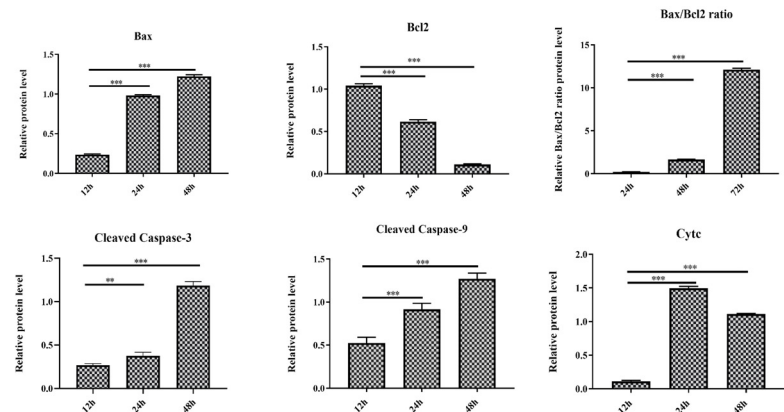 Bax
Relative protein level
1.5
1.0
0.5
0.0
***
***
12h
24h
48h
Bcl2
Relative protein level
1.5
1.0
0.5
0.0
***
***
12h
24h
48h
Bax/Bcl2 ratio
Relative Bax/Bcl2 ratio protein level
15
10
5
0
***
***
24h
48h
72h
Cleaved Caspase-3
Relative protein level
1.5
1.0
0.5
0.0
***
**
12h
24h
48h
Cleaved Caspase-9
Relative protein level
1.5
1.0
0.5
0.0
***
***
12h
24h
48h
Cytc
Relative protein level
2.0
1.5
1.0
0.5
0.0
***
***
12h
24h
48h